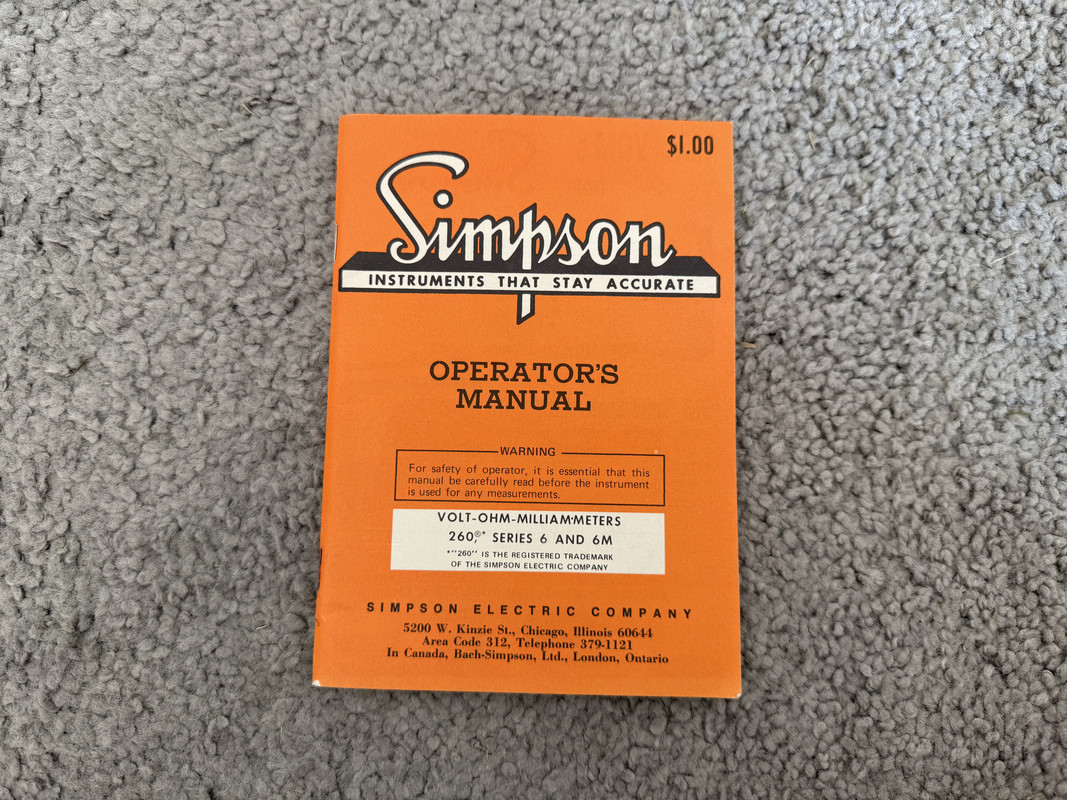 $1.00
Simpson
INSTRUMENTS THAT STAY ACCURATE
OPERATOR'S
MANUAL
WARNING
For safety of operator, it is essential that this
manual be carefully read before the instrument
is used for any measurements.
VOLT-OHM-MILLIAMMETERS
260,®* SERIES 6 AND 6M
*"260" IS THE REGISTERED TRADEMARK
OF THE SIMPSON ELECTRIC COMPANY
SIMPSON ELECTRIC COMPANY
5200 W. Kinzie St., Chicago, Illinois 60644
Area Code 312, Telephone 379-1121
In Canada, Bach-Simpson, Ltd., London, Ontario